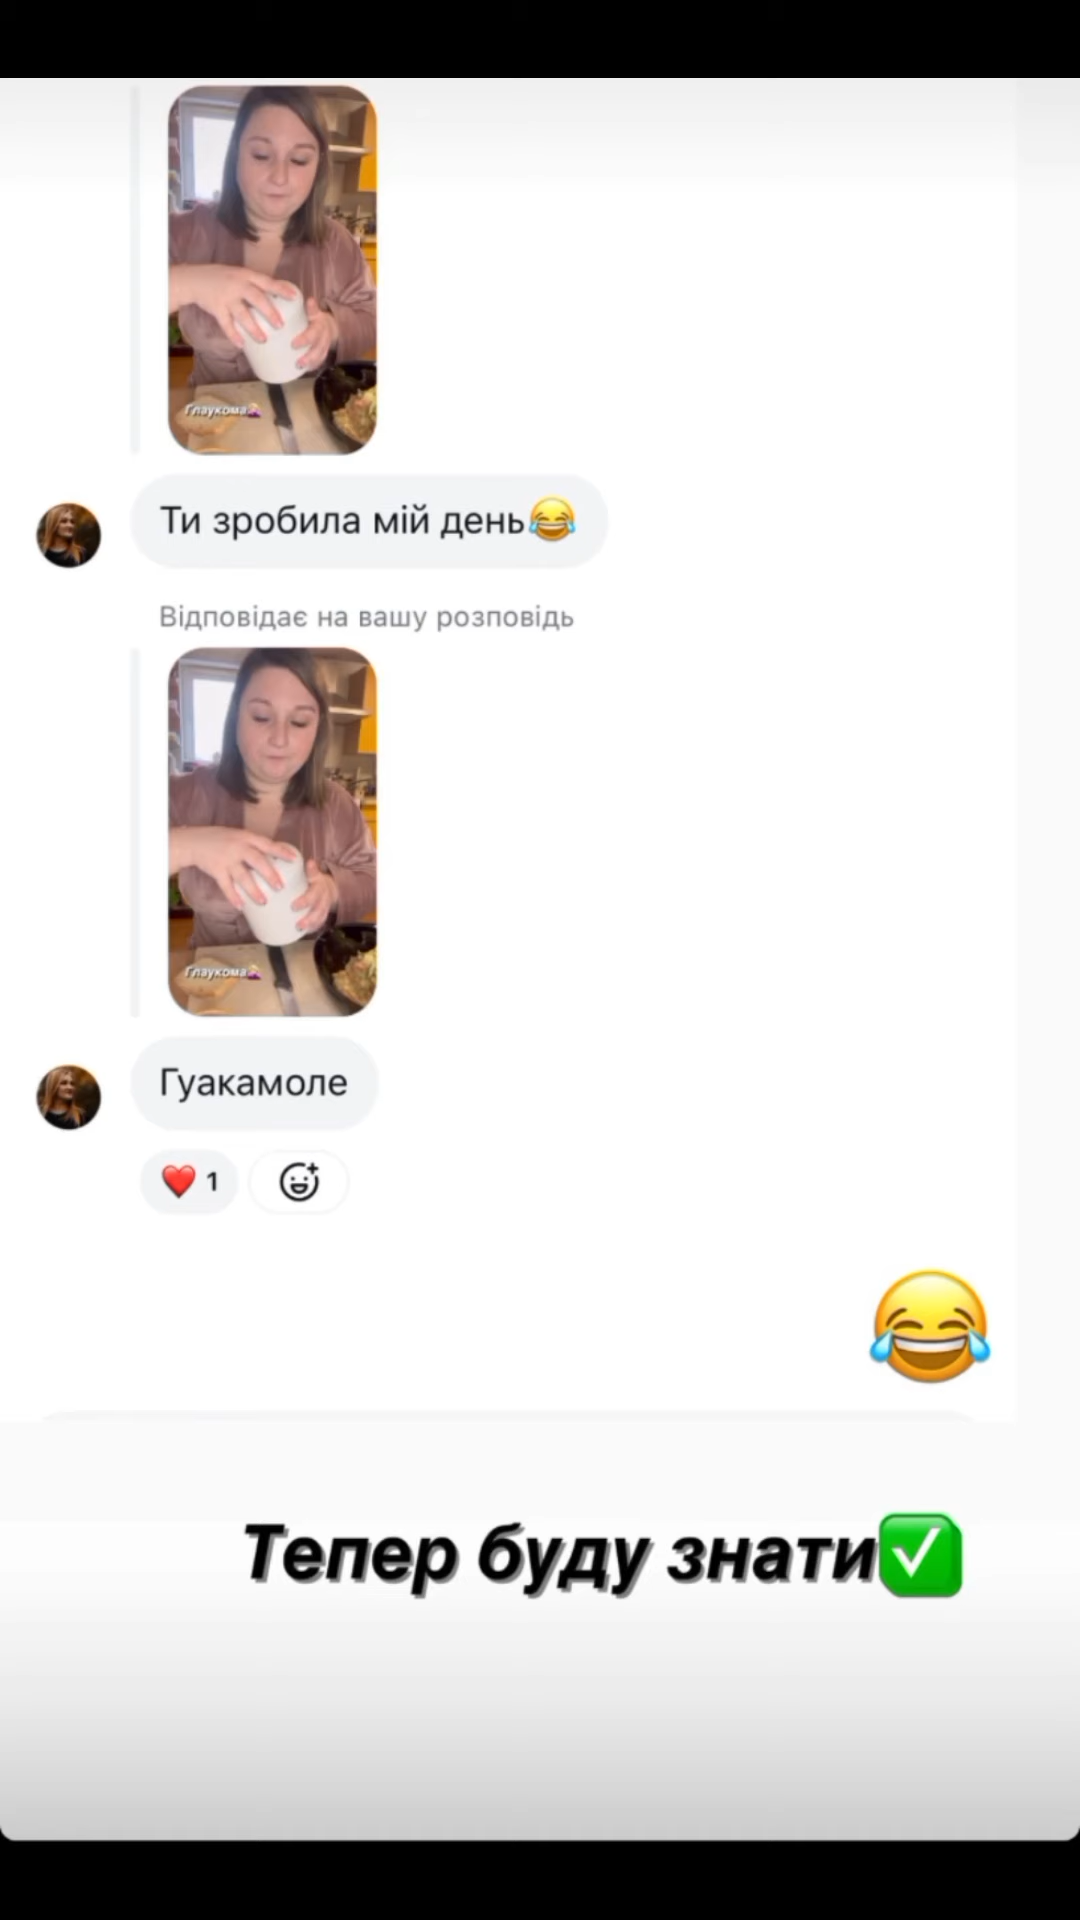 Глаукома🤦🏻‍♀️
Ти зробила мій день😂
Відповідає на вашу розповідь
Глаукома🤦🏻‍♀️
Гуакамоле
❤️ 1
😂
Тепер буду знати✅